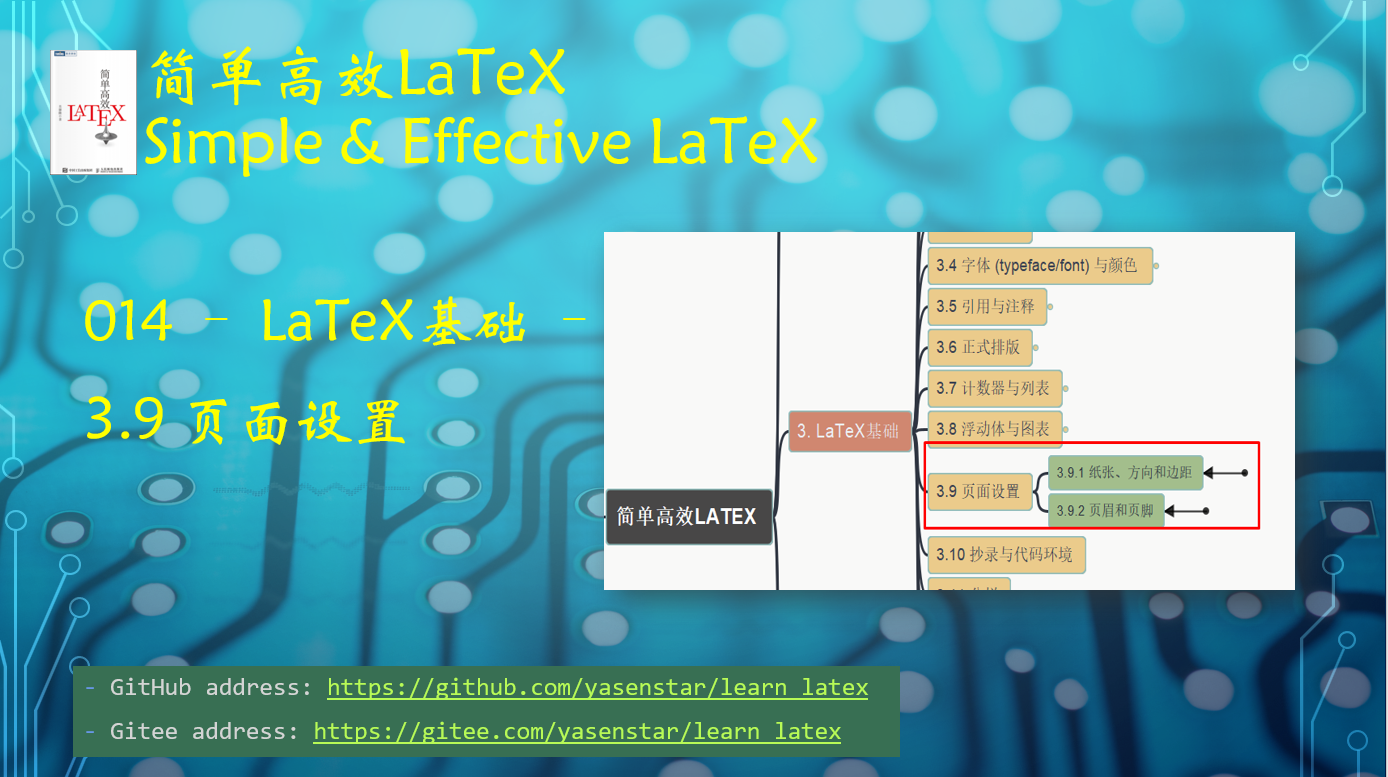 简单高效LaTeX
Simple & Effective LaTeX
简单高效
LATEX
014 – LaTeX基础 –
3.9 页面设置
3.4 字体 (typeface/font) 与颜色
3.5 引用与注释
3.6 正式排版
3.7 计数器与列表
3. LaTeX基础
3.8 浮动体与图表
3.9 页面设置
3.9.1 纸张、方向和边距
3.9.2 页眉和页脚
简单高效LATEX
3.10 抄录与代码环境
- GitHub address: https://github.com/yasenstar/learn_latex
- Gitee address: https://gitee.com/yasenstar/learn_latex